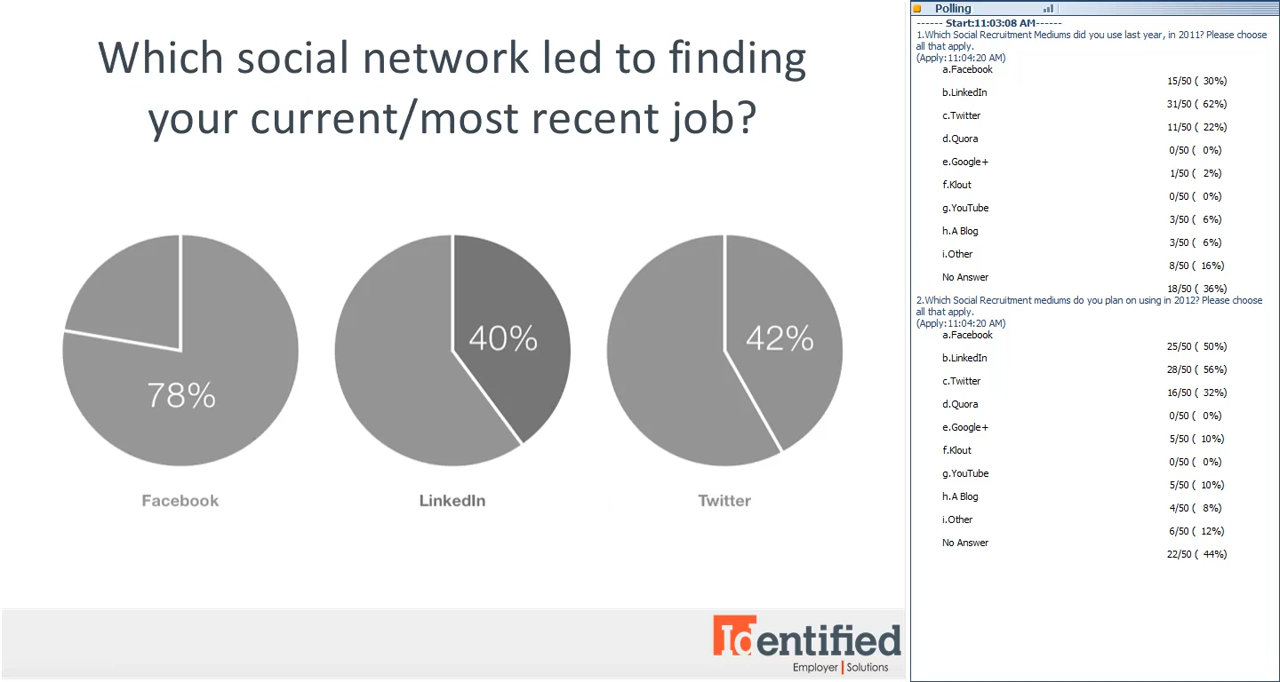 Which social network led to finding
your current/most recent job?
78%
40%
42%
Facebook
LinkedIn
Twitter
Identified
Employer | Solutions
Polling
------ Start:11:03:08 AM------
1.Which Social Recruitment Mediums did you use last year, in 2011? Please choose
all that apply.
(Apply:11:04:20 AM)
a.Facebook
15/50 ( 30%)
b.LinkedIn
31/50 ( 62%)
c.Twitter
11/50 ( 22%)
d.Quora
0/50 ( 0%)
e.Google+
1/50 ( 2%)
f.Klout
0/50 ( 0%)
g.YouTube
3/50 ( 6%)
h.A Blog
3/50 ( 6%)
i.Other
8/50 ( 16%)
No Answer
18/50 ( 36%)
2.Which Social Recruitment mediums do you plan on using in 2012? Please choose
all that apply.
(Apply:11:04:20 AM)
a.Facebook
25/50 ( 50%)
b.LinkedIn
28/50 ( 56%)
c.Twitter
16/50 ( 32%)
d.Quora
0/50 ( 0%)
e.Google+
5/50 ( 10%)
f.Klout
0/50 ( 0%)
g.YouTube
5/50 ( 10%)
h.A Blog
4/50 ( 8%)
i.Other
6/50 ( 12%)
No Answer
22/50 ( 44%)